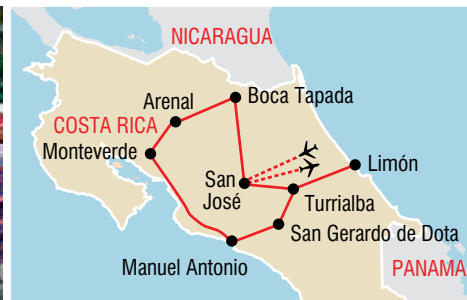 NICARAGUA
Arenal
Boca Tapada
COSTA RICA
Monteverde
San
José
Limón
Turrialba
San Gerardo de Dota
Manuel Antonio
PANAMA